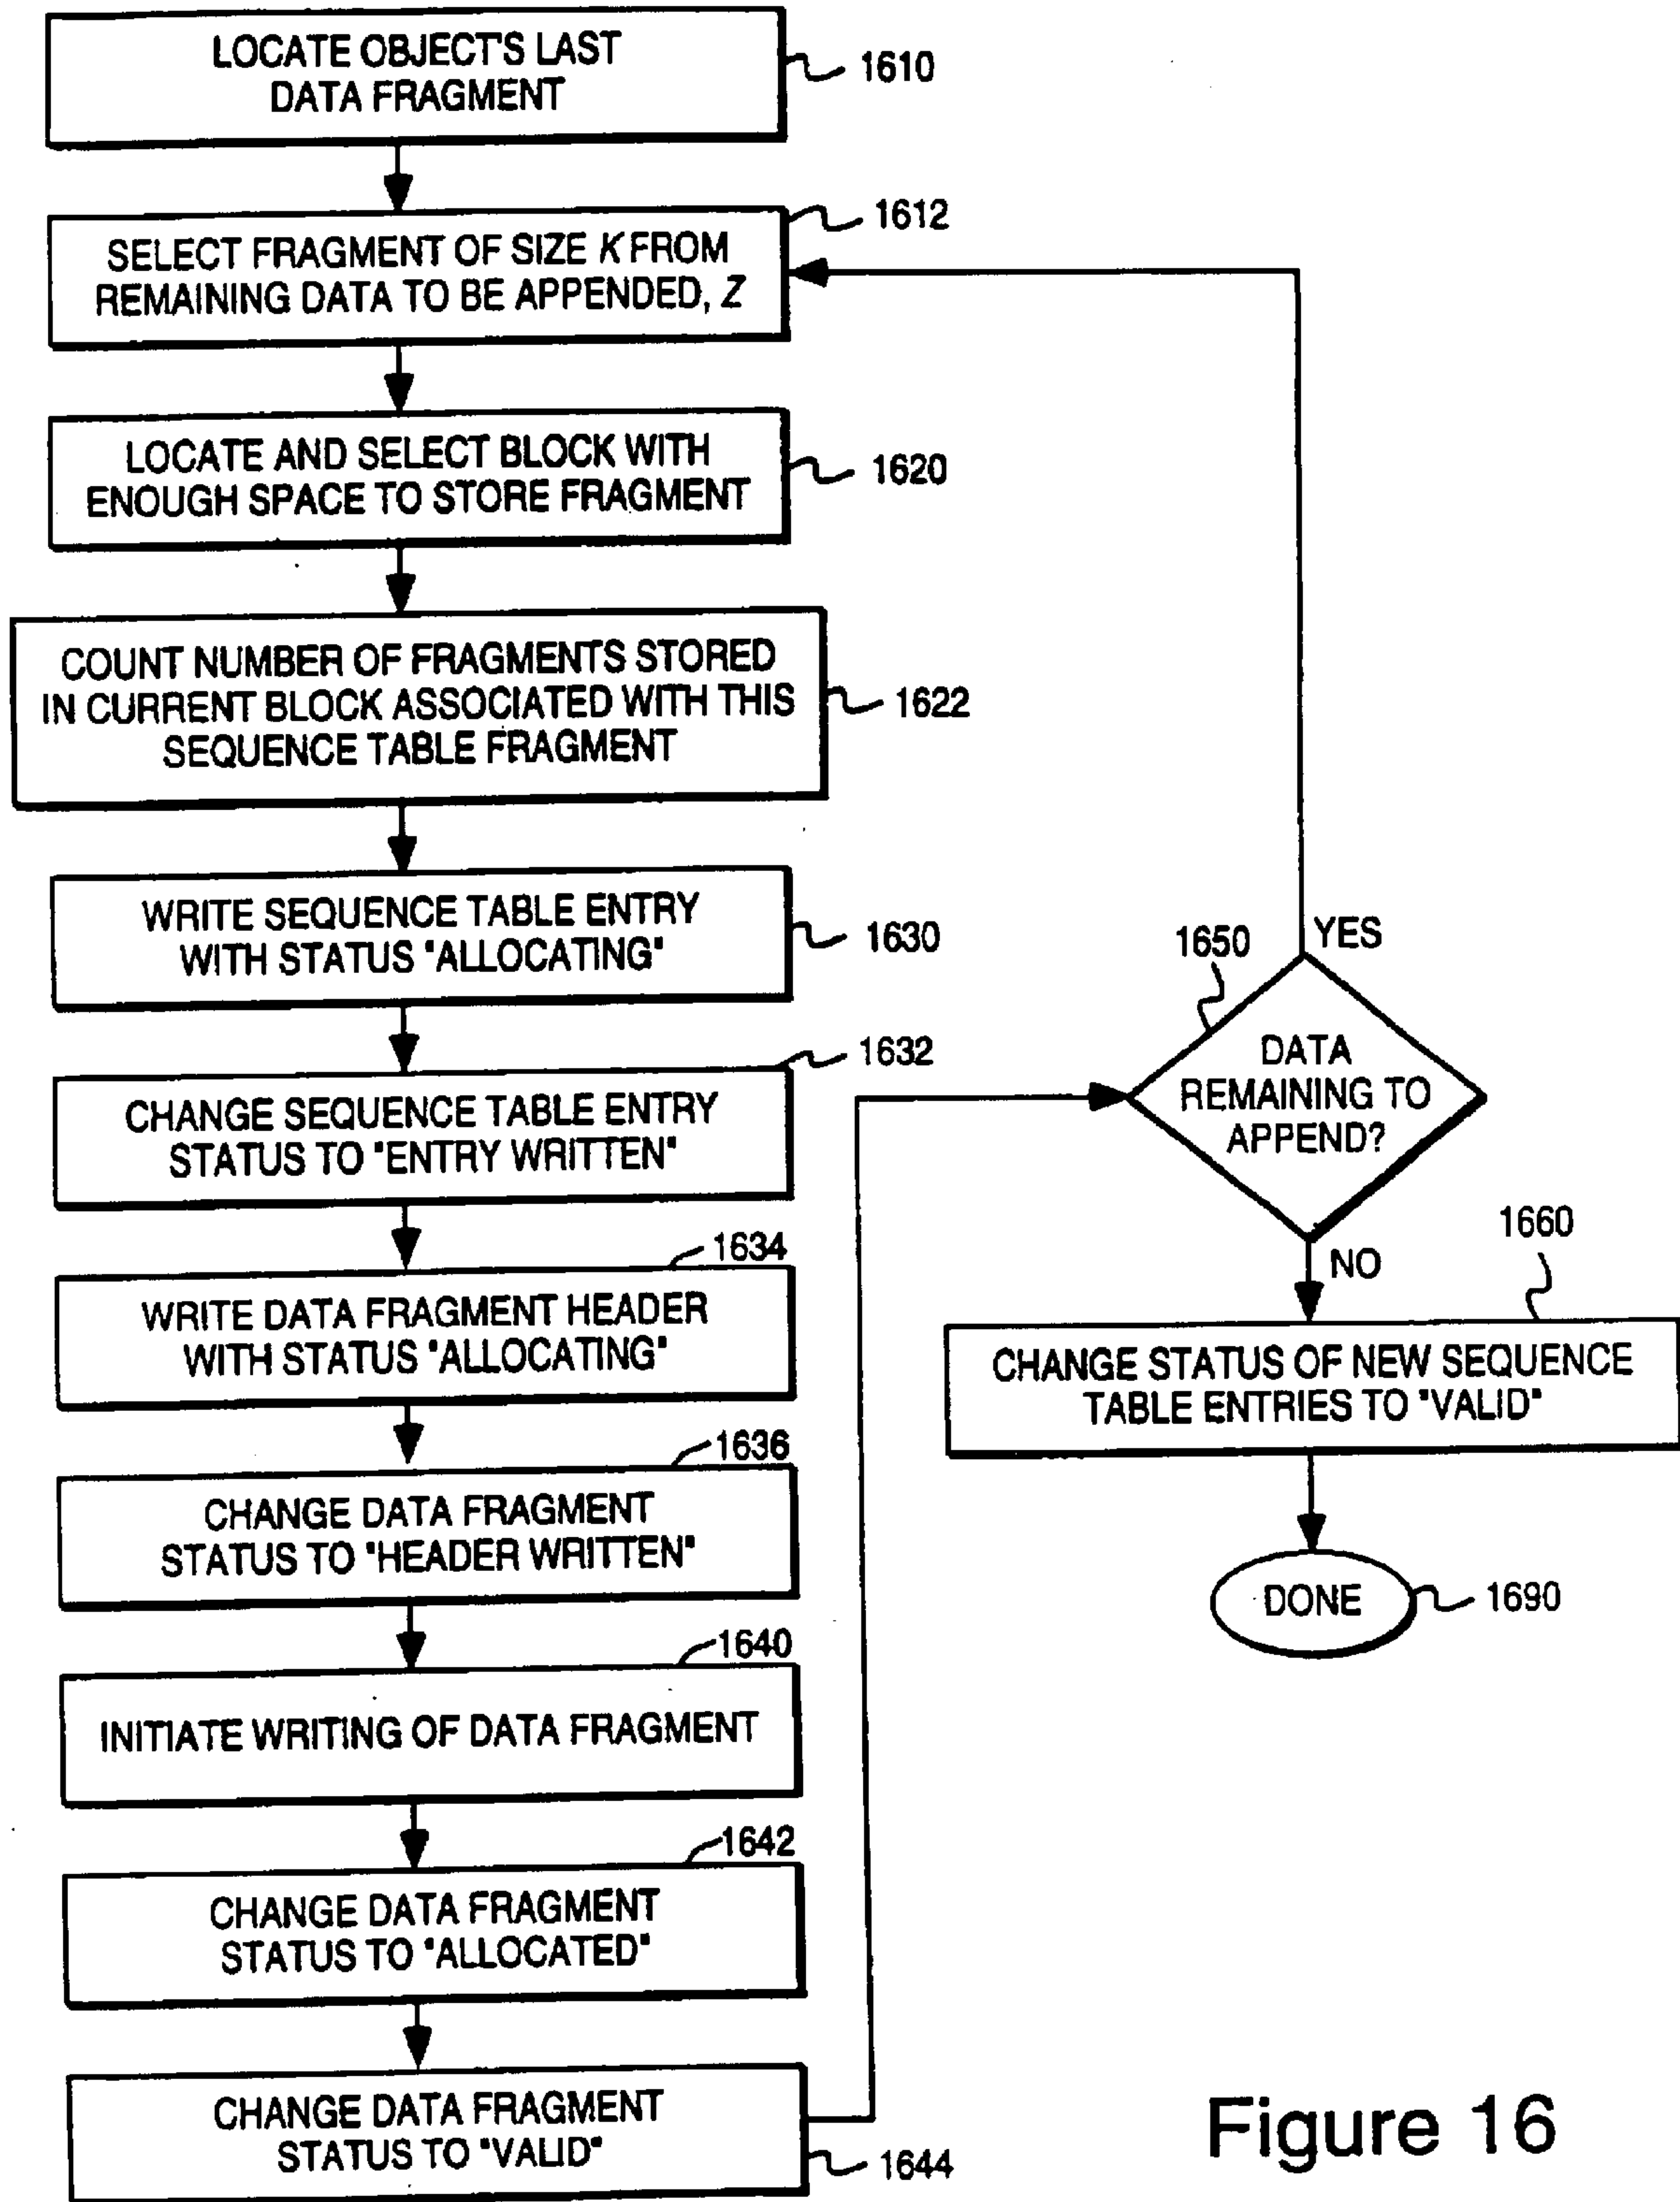 LOCATE OBJECT'S LAST
DATA FRAGMENT
1610
1612
SELECT FRAGMENT OF SIZE K FROM
REMAINING DATA TO BE APPENDED, Z
LOCATE AND SELECT BLOCK WITH
ENOUGH SPACE TO STORE FRAGMENT
1620
COUNT NUMBER OF FRAGMENTS STORED
IN CURRENT BLOCK ASSOCIATED WITH THIS
SEQUENCE TABLE FRAGMENT
1622
WRITE SEQUENCE TABLE ENTRY
WITH STATUS "ALLOCATING"
1630
1632
CHANGE SEQUENCE TABLE ENTRY
STATUS TO "ENTRY WRITTEN"
1634
WRITE DATA FRAGMENT HEADER
WITH STATUS "ALLOCATING"
1636
CHANGE DATA FRAGMENT
STATUS TO "HEADER WRITTEN"
1640
INITIATE WRITING OF DATA FRAGMENT
1642
CHANGE DATA FRAGMENT
STATUS TO "ALLOCATED"
CHANGE DATA FRAGMENT
STATUS TO "VALID"
1644
1650
YES
DATA
REMAINING TO
APPEND?
NO
1660
CHANGE STATUS OF NEW SEQUENCE
TABLE ENTRIES TO "VALID"
DONE
1690
Figure 16